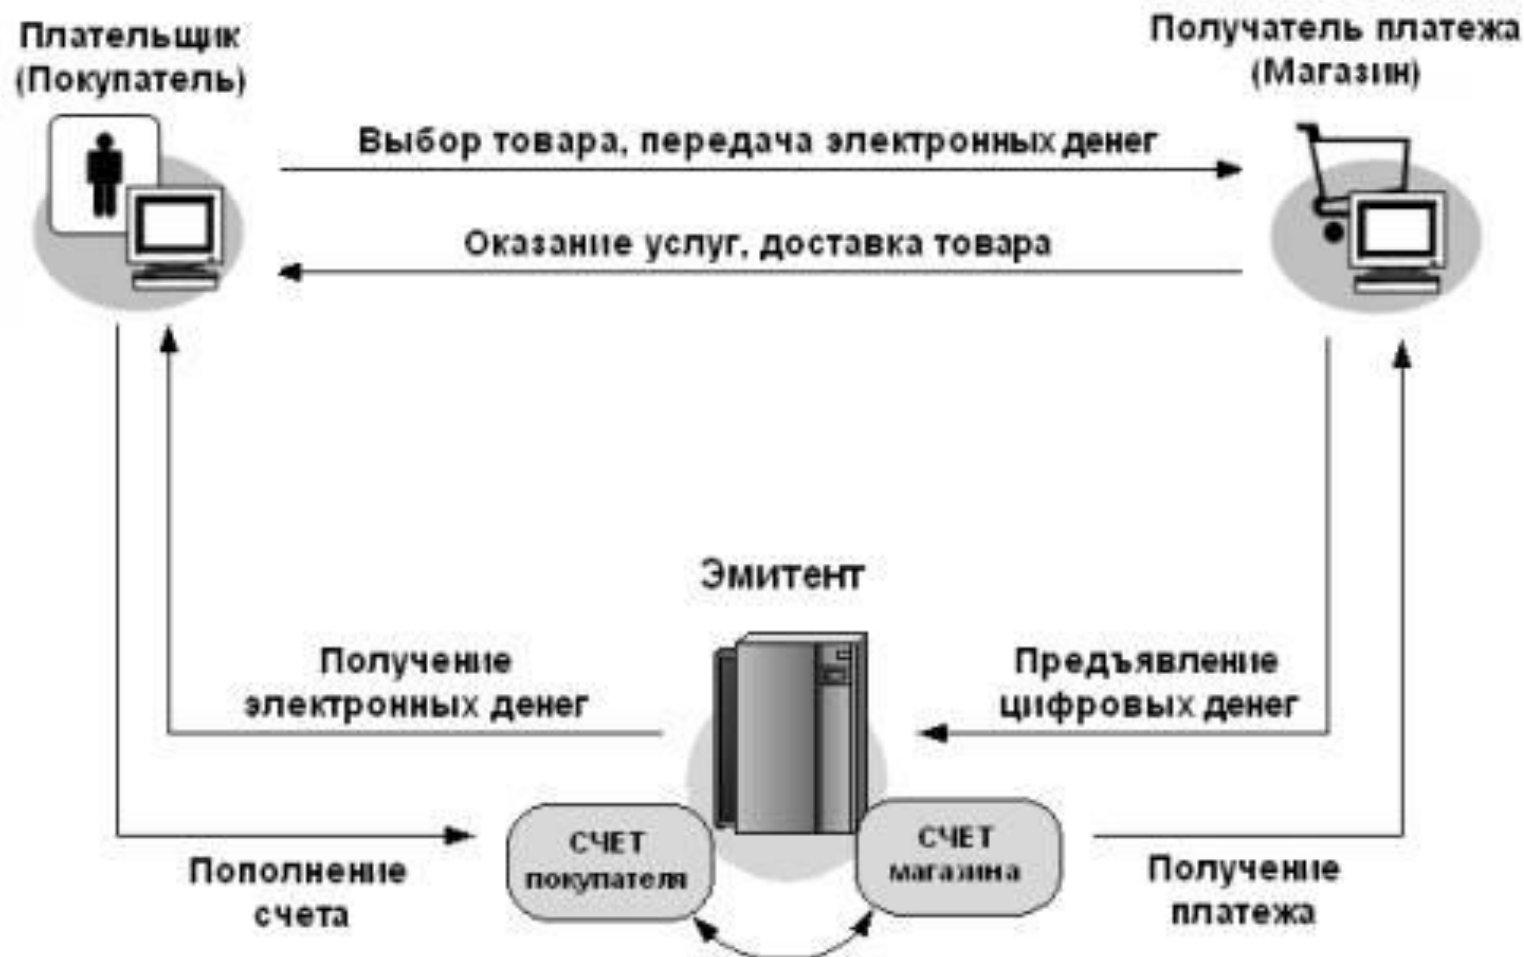 Плательщик
(Покупатель)
Получатель платежа
(Магазин)
Выбор товара, передача электронных денег
Оказание услуг, доставка товара
Эмитент
Получение
электронных денег
Предъявление
цифровых денег
СЧЕТ
покупателя
СЧЕТ
магазина
Пополнение
счета
Получение
платежа